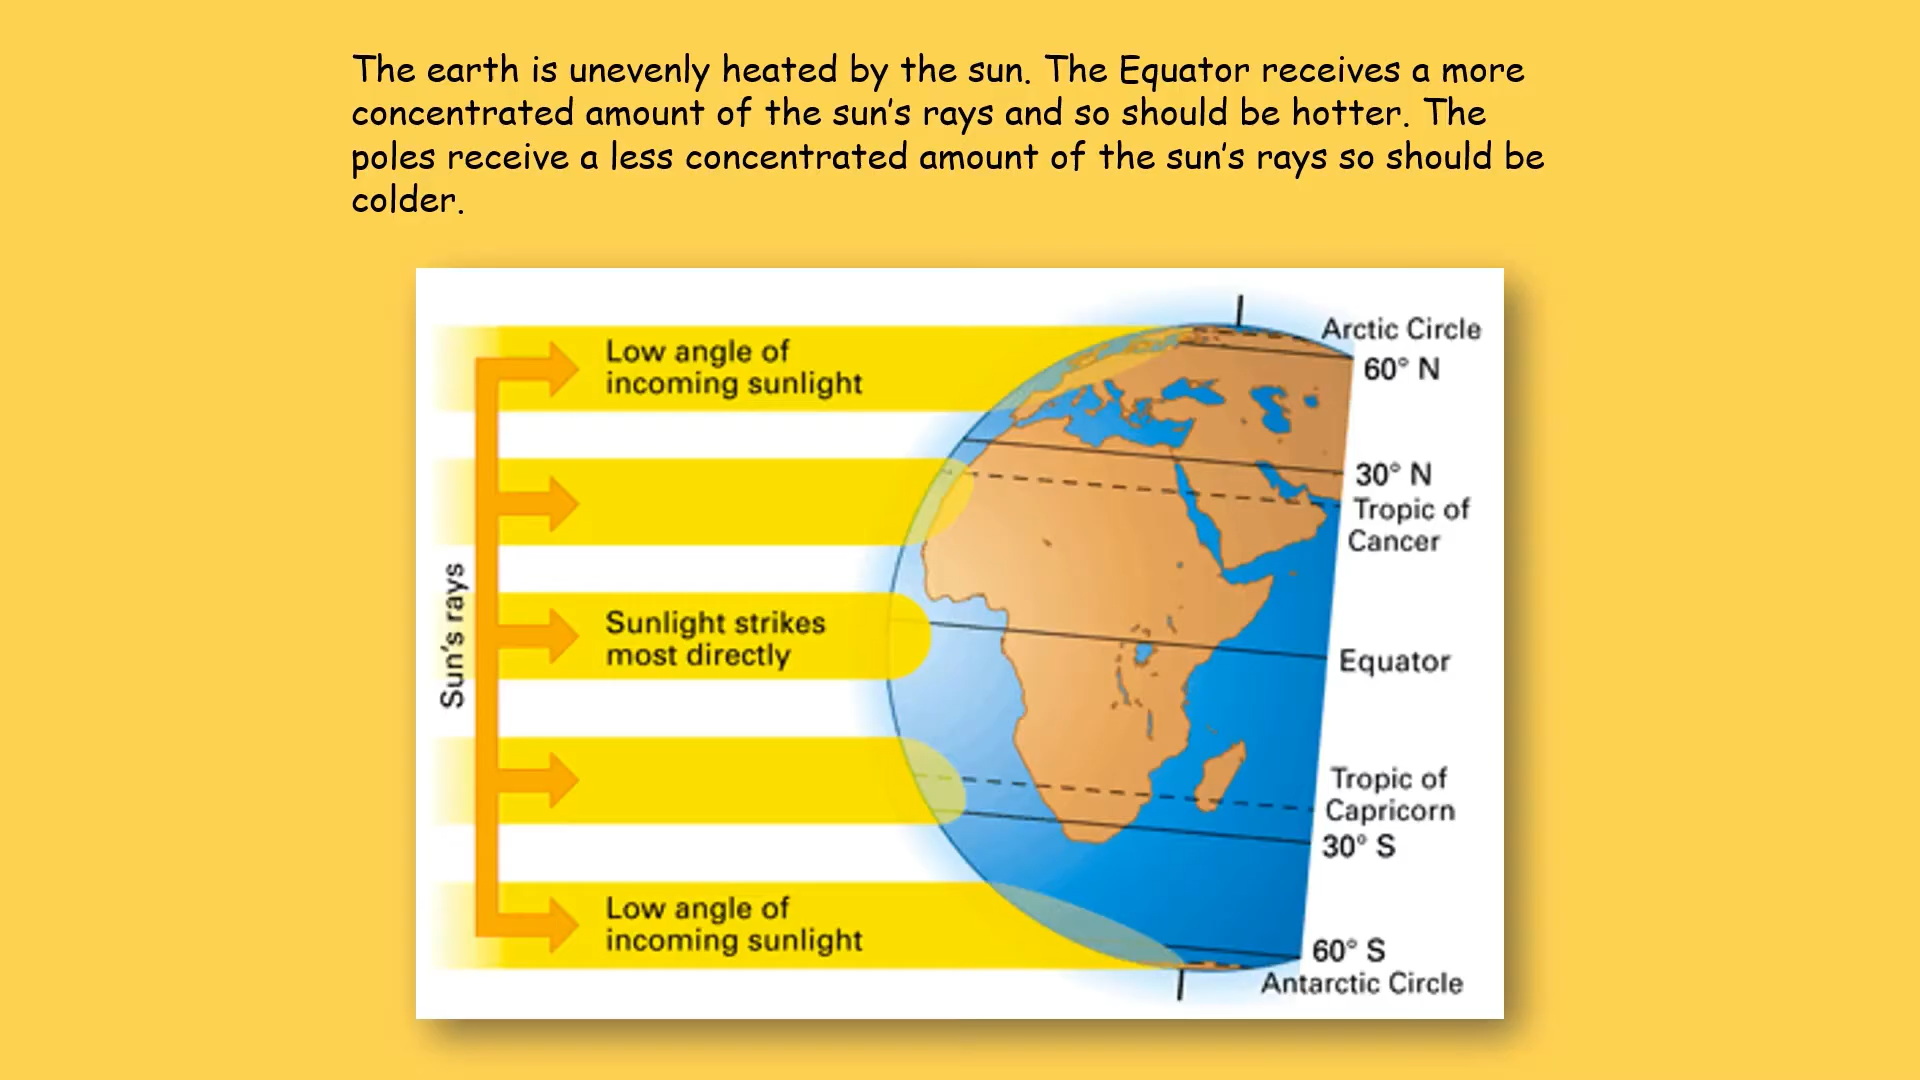 The earth is unevenly heated by the sun. The Equator receives a more
concentrated amount of the sun's rays and so should be hotter. The
poles receive a less concentrated amount of the sun's rays so should be
colder.
Arctic Circle
Low angle of
incoming sunlight
60° N
30° N
Tropic of
Cancer
Sun's rays
Sunlight strikes
most directly
Equator
Tropic of
Capricorn
30° S
Low angle of
incoming sunlight
60° S
Antarctic Circle